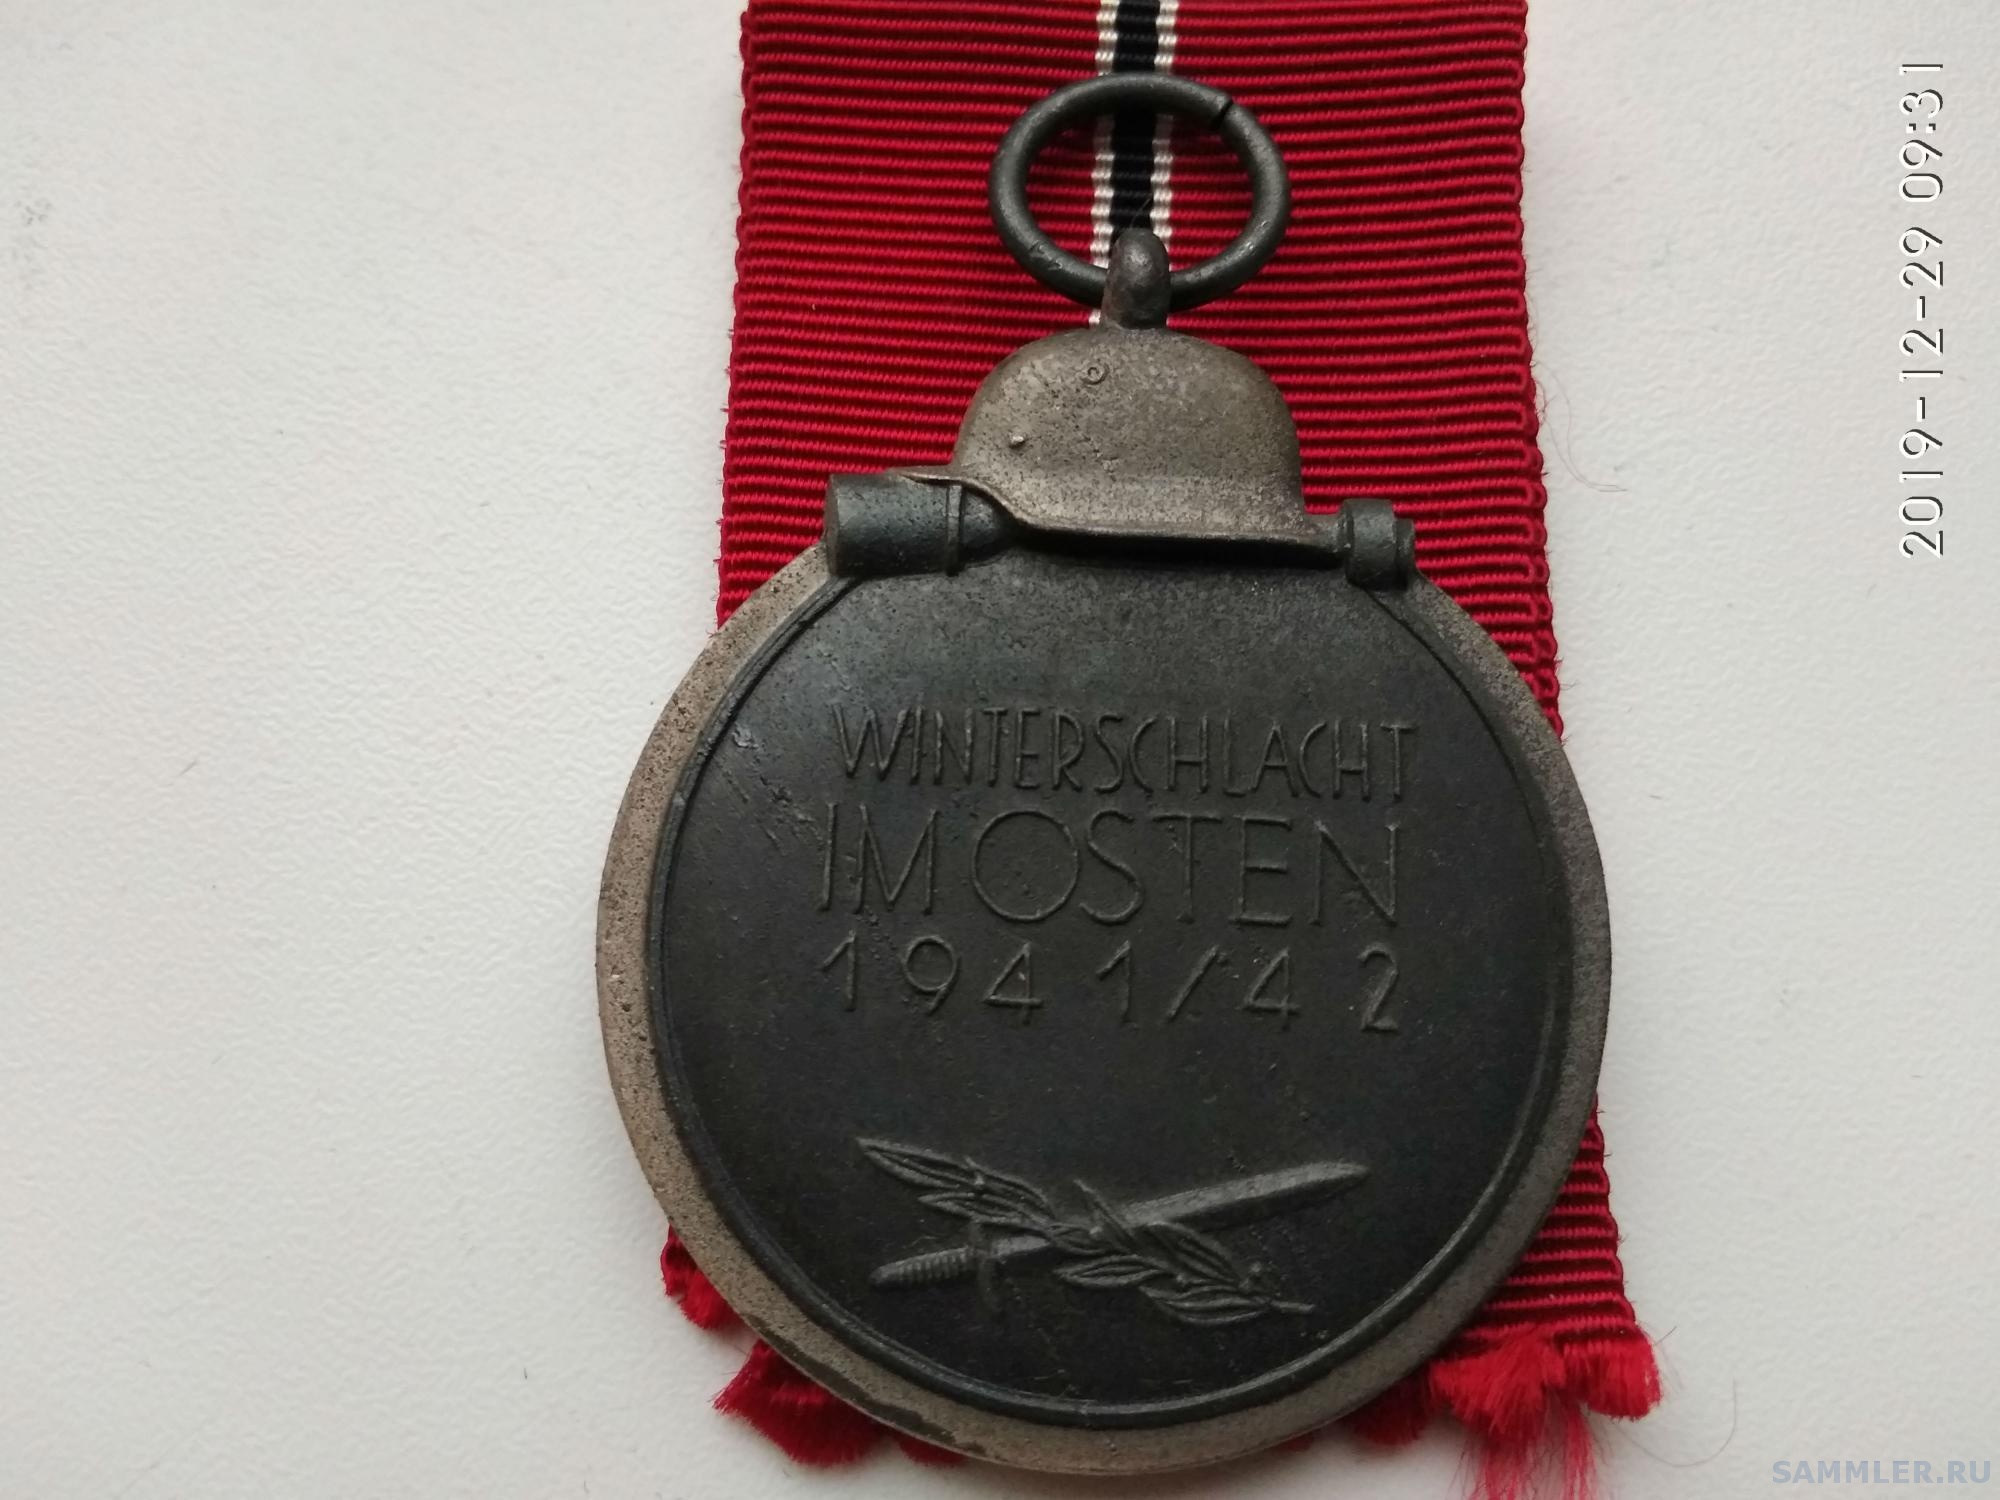 WINTERSCHLACHT
IM OSTEN
1941/42
2019-12-29 09:31
SAMMLER.RU